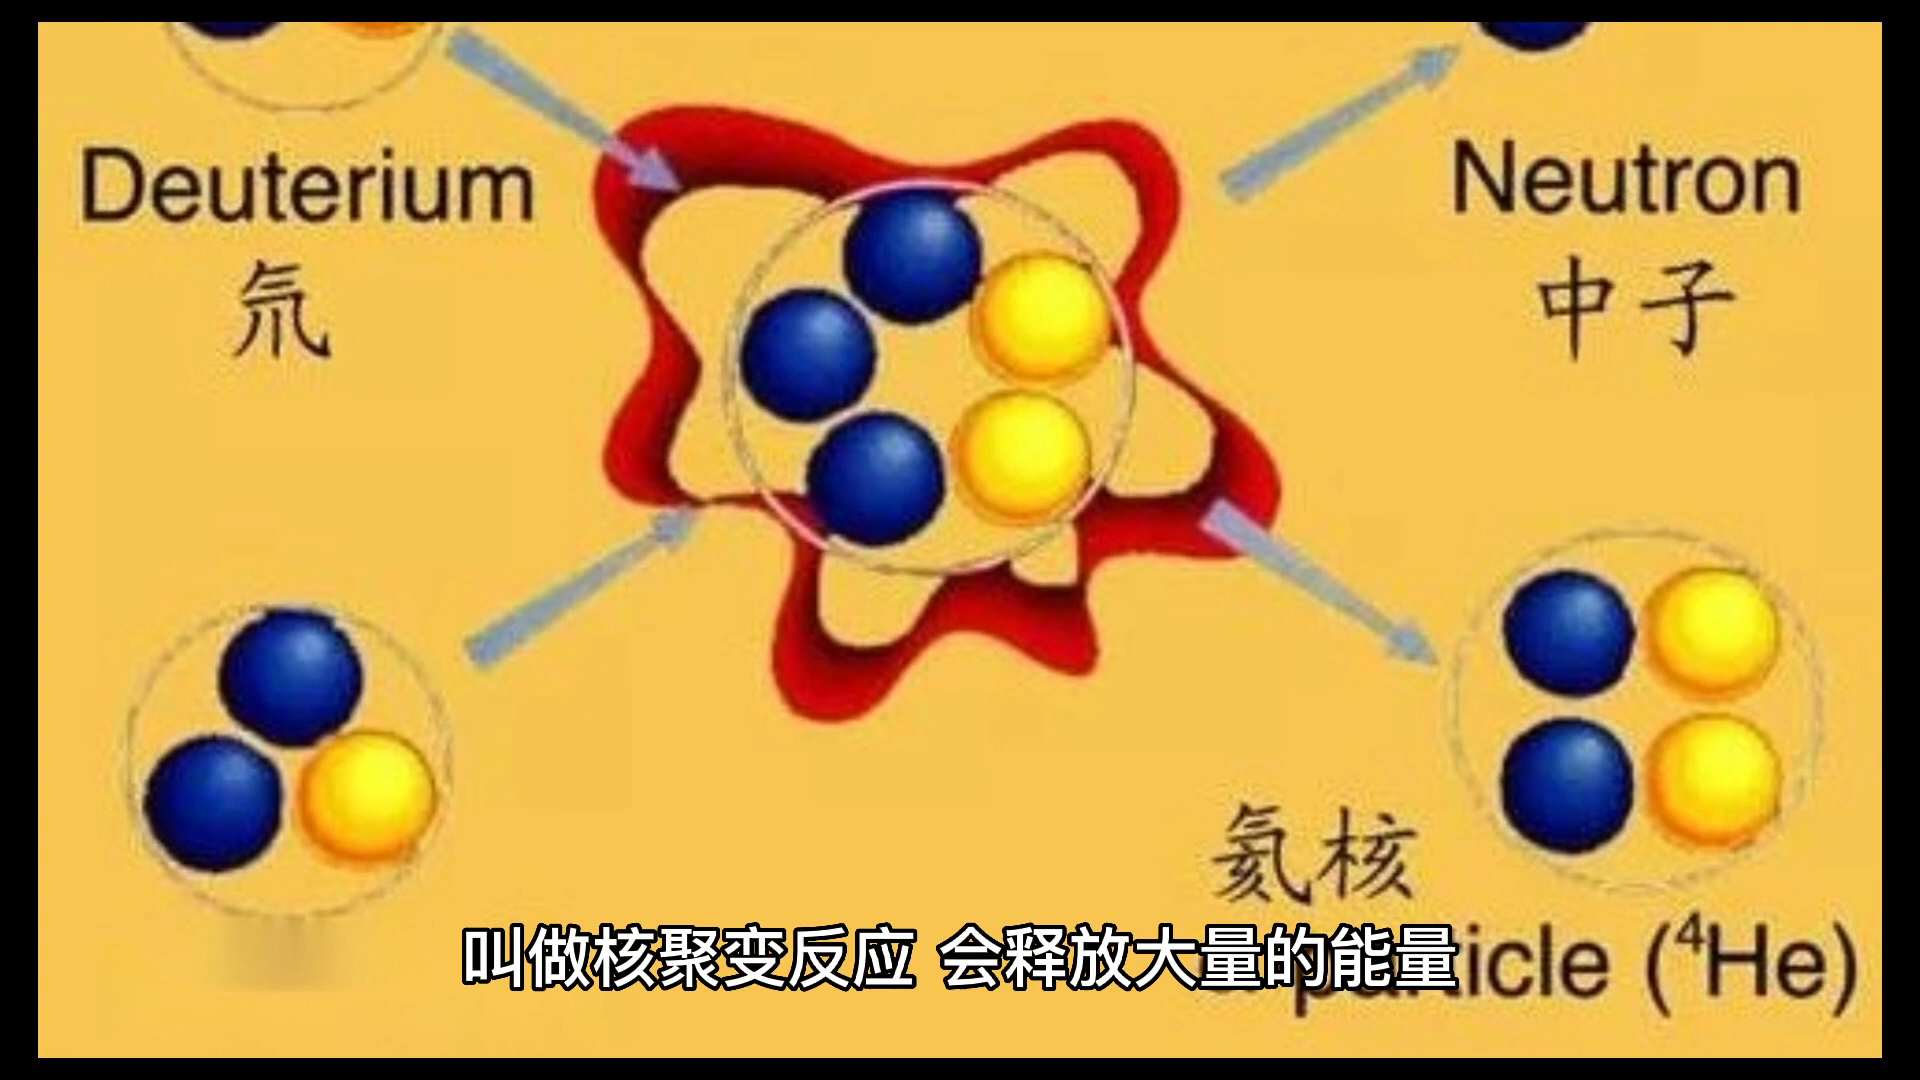 Deuterium
氘
Neutron
中子
氦核
particle (⁴He)
叫做核聚变反应 会释放大量的能量